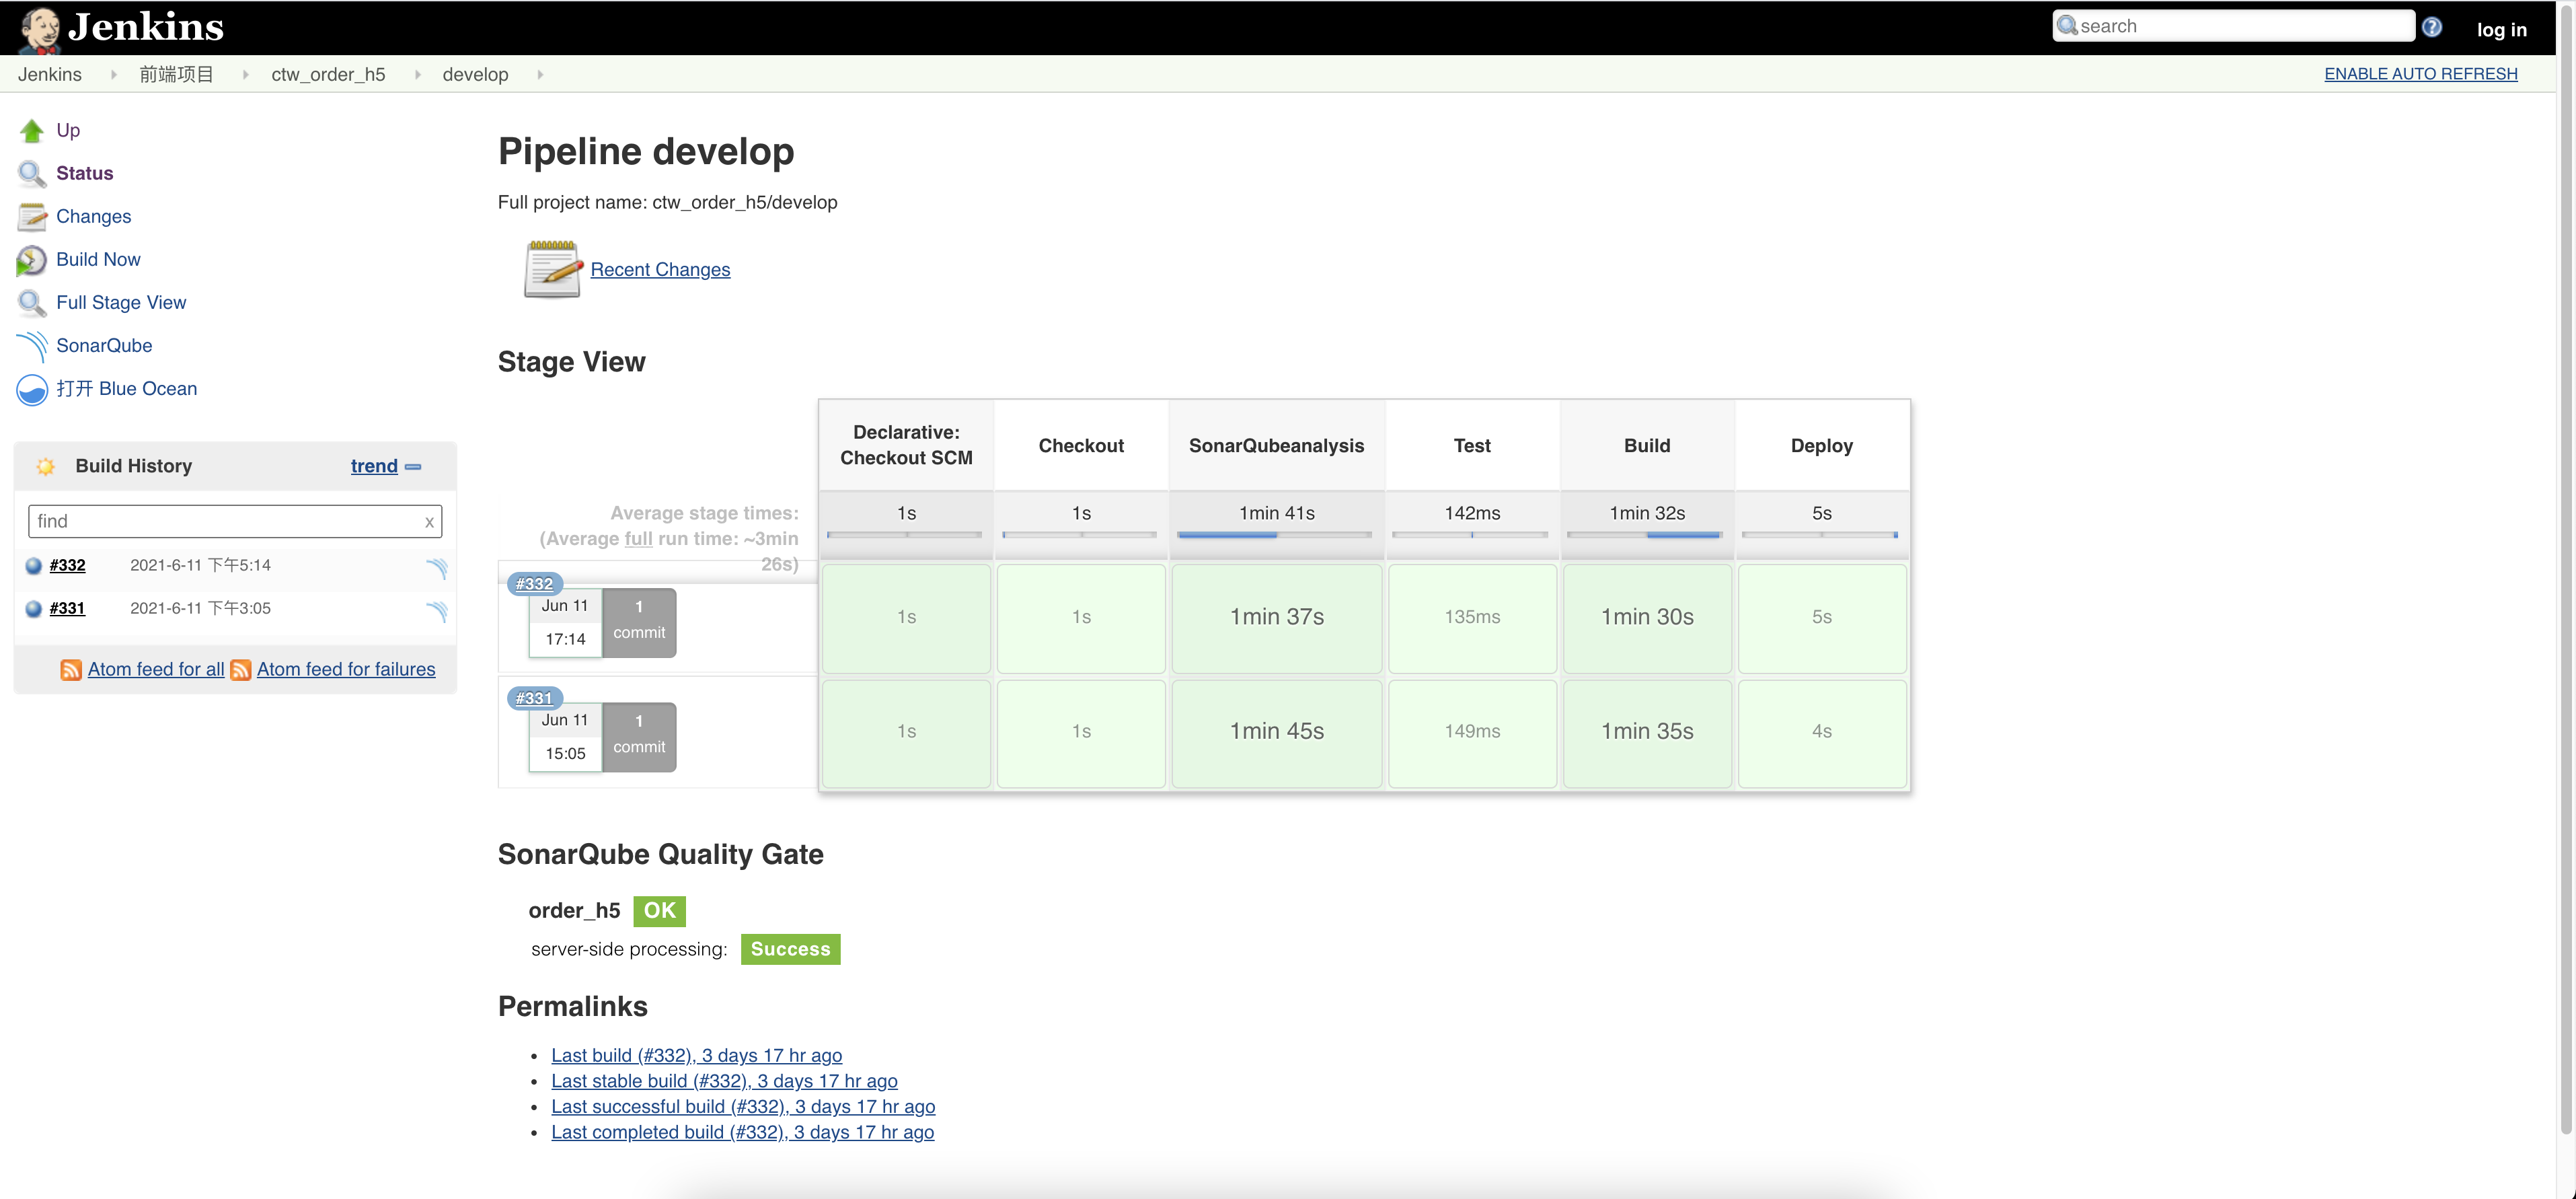 Jenkins
search
log in
Jenkins 前端项目 ctw_order_h5 develop
ENABLE AUTO REFRESH
Up
Status
Changes
Build Now
Full Stage View
SonarQube
打开 Blue Ocean
Build History trend
find x
#332 2021-6-11 下午5:14
#331 2021-6-11 下午3:05
Atom feed for all Atom feed for failures
Pipeline develop
Full project name: ctw_order_h5/develop
Recent Changes
Stage View
Declarative:
Checkout SCM
Checkout
SonarQubeanalysis
Test
Build
Deploy
Average stage times:
(Average full run time: ~3min
26s)
1s 1s 1min 41s 142ms 1min 32s 5s
#332
Jun 11
17:14
1
commit
1s 1s 1min 37s 135ms 1min 30s 5s
#331
Jun 11
15:05
1
commit
1s 1s 1min 45s 149ms 1min 35s 4s
SonarQube Quality Gate
order_h5 OK
server-side processing: Success
Permalinks
Last build (#332), 3 days 17 hr ago
Last stable build (#332), 3 days 17 hr ago
Last successful build (#332), 3 days 17 hr ago
Last completed build (#332), 3 days 17 hr ago